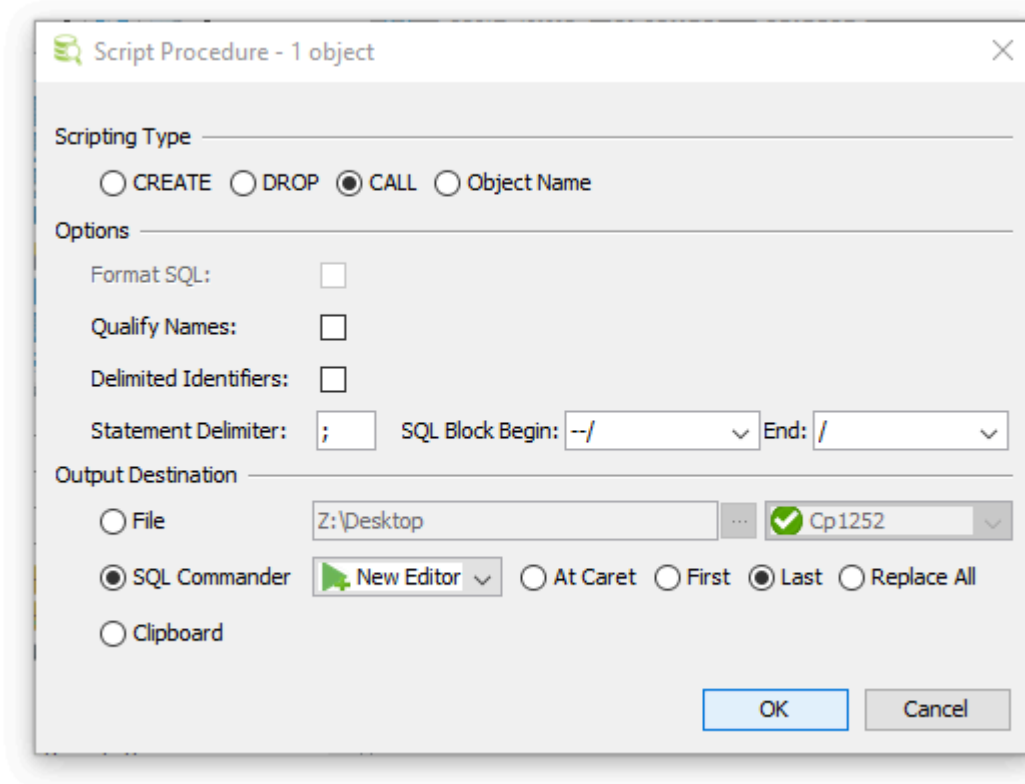 Script Procedure - 1 object
Scripting Type
CREATE DROP CALL Object Name
Options
Format SQL:
Qualify Names:
Delimited Identifiers:
Statement Delimiter: ; SQL Block Begin: --/ End: /
Output Destination
File Z:\Desktop ... Cp1252
SQL Commander New Editor At Caret First Last Replace All
Clipboard
OK Cancel